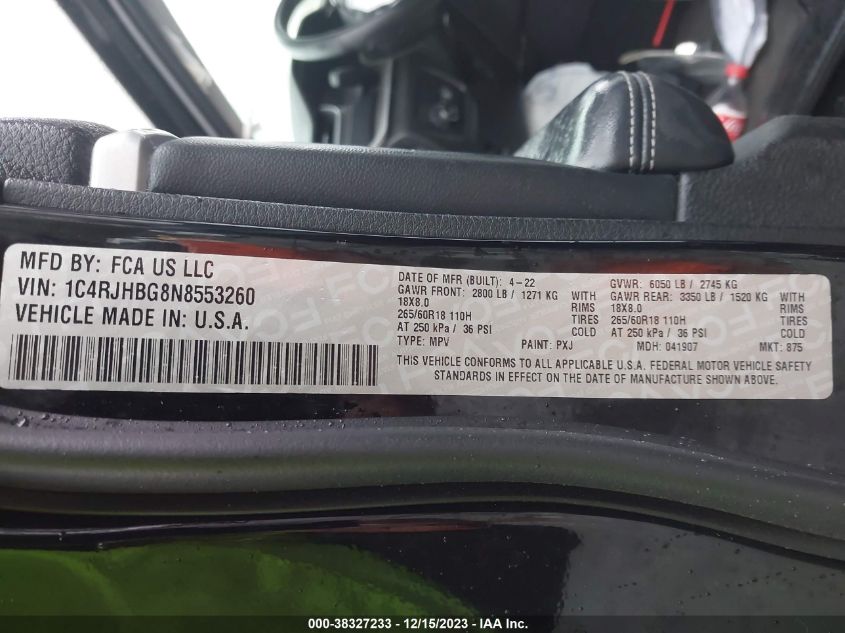 MFD BY: FCA US LLC
VIN: 1C4RJHBG8N8553260
VEHICLE MADE IN: U.S.A.
DATE OF MFR (BUILT): 4-22 GVWR: 6050 LB / 2745 KG
GAWR FRONT: 2800 LB / 1271 KG GAWR REAR: 3350 LB / 1520 KG
18X8.0 RIMS 18X8.0 RIMS
265/60R18 110H TIRES 265/60R18 110H TIRES
AT 250 kPa / 36 PSI COLD AT 250 kPa / 36 PSI COLD
TYPE: MPV PAINT: PXJ MDH: 041907 MKT: 875
THIS VEHICLE CONFORMS TO ALL APPLICABLE U.S.A. FEDERAL MOTOR VEHICLE SAFETY
STANDARDS IN EFFECT ON THE DATE OF MANUFACTURE SHOWN ABOVE.
000-38327233 - 12/15/2023 - IAA Inc.